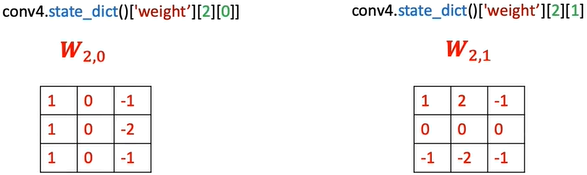 conv4.state_dict()['weight'][2][0]] conv4.state_dict()['weight'][2][1]
W2,0 W2,1
1 0 -1 1 2 -1
1 0 -2 0 0 0
1 0 -1 -1 -2 -1